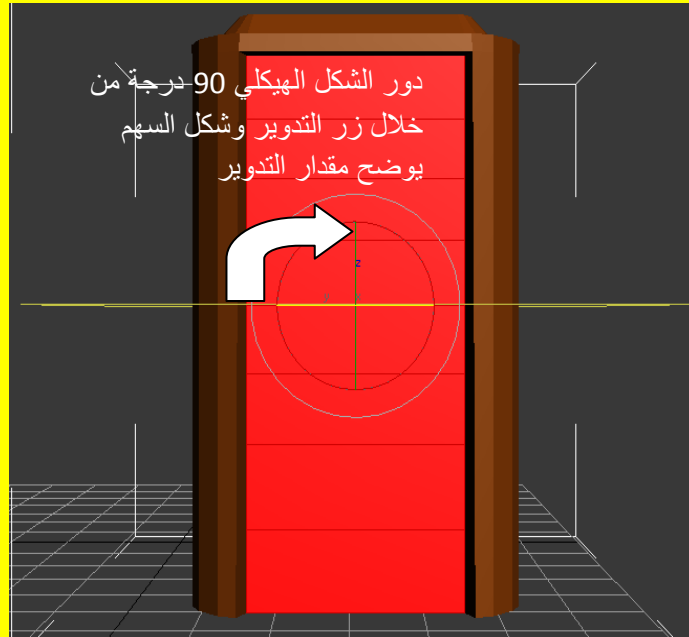 دور الشكل الهيكلي 90 درجة من
خلال زر التدوير وشكل السهم
يوضح مقدار التدوير
z